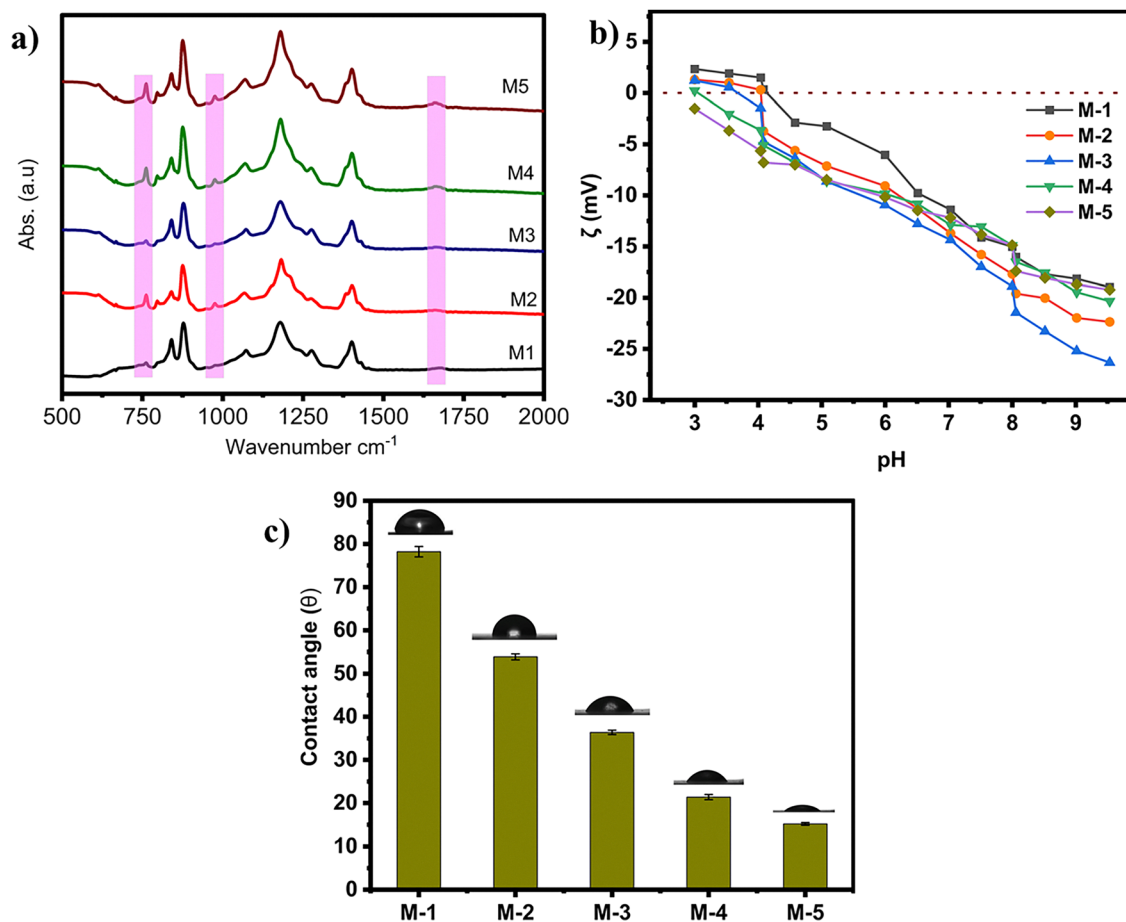 a)
Abs. (a.u)
M5
M4
M3
M2
M1
500 750 1000 1250 1500 1750 2000
Wavenumber cm-1
b)
5
0
-5
-10
-15
-20
-25
-30
ζ (mV)
M-1
M-2
M-3
M-4
M-5
3 4 5 6 7 8 9
pH
c)
90
80
70
60
50
40
30
20
10
0
Contact angle (θ)
M-1 M-2 M-3 M-4 M-5